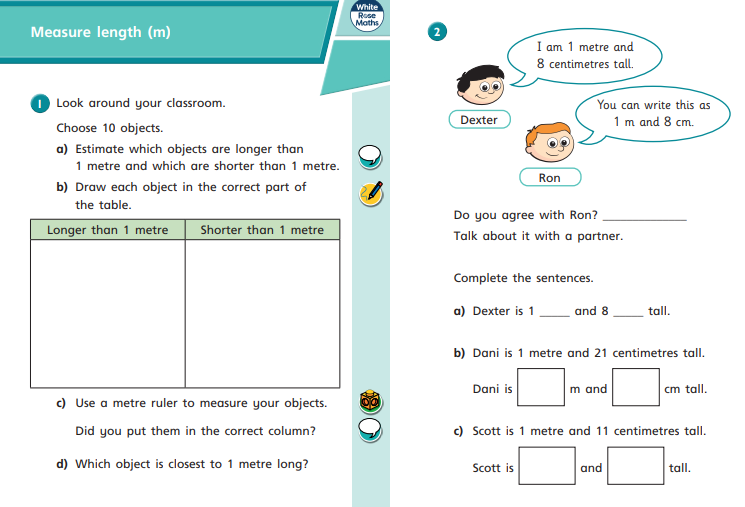 Measure length (m)
White
Rose
Maths
1 Look around your classroom.
Choose 10 objects.
a) Estimate which objects are longer than
1 metre and which are shorter than 1 metre.
b) Draw each object in the correct part of
the table.
Longer than 1 metre Shorter than 1 metre
c) Use a metre ruler to measure your objects.
Did you put them in the correct column?
d) Which object is closest to 1 metre long?
2
I am 1 metre and
8 centimetres tall.
Dexter
You can write this as
1 m and 8 cm.
Ron
Do you agree with Ron? ____________
Talk about it with a partner.
Complete the sentences.
a) Dexter is 1 ____ and 8 ____ tall.
b) Dani is 1 metre and 21 centimetres tall.
Dani is m and cm tall.
c) Scott is 1 metre and 11 centimetres tall.
Scott is and tall.